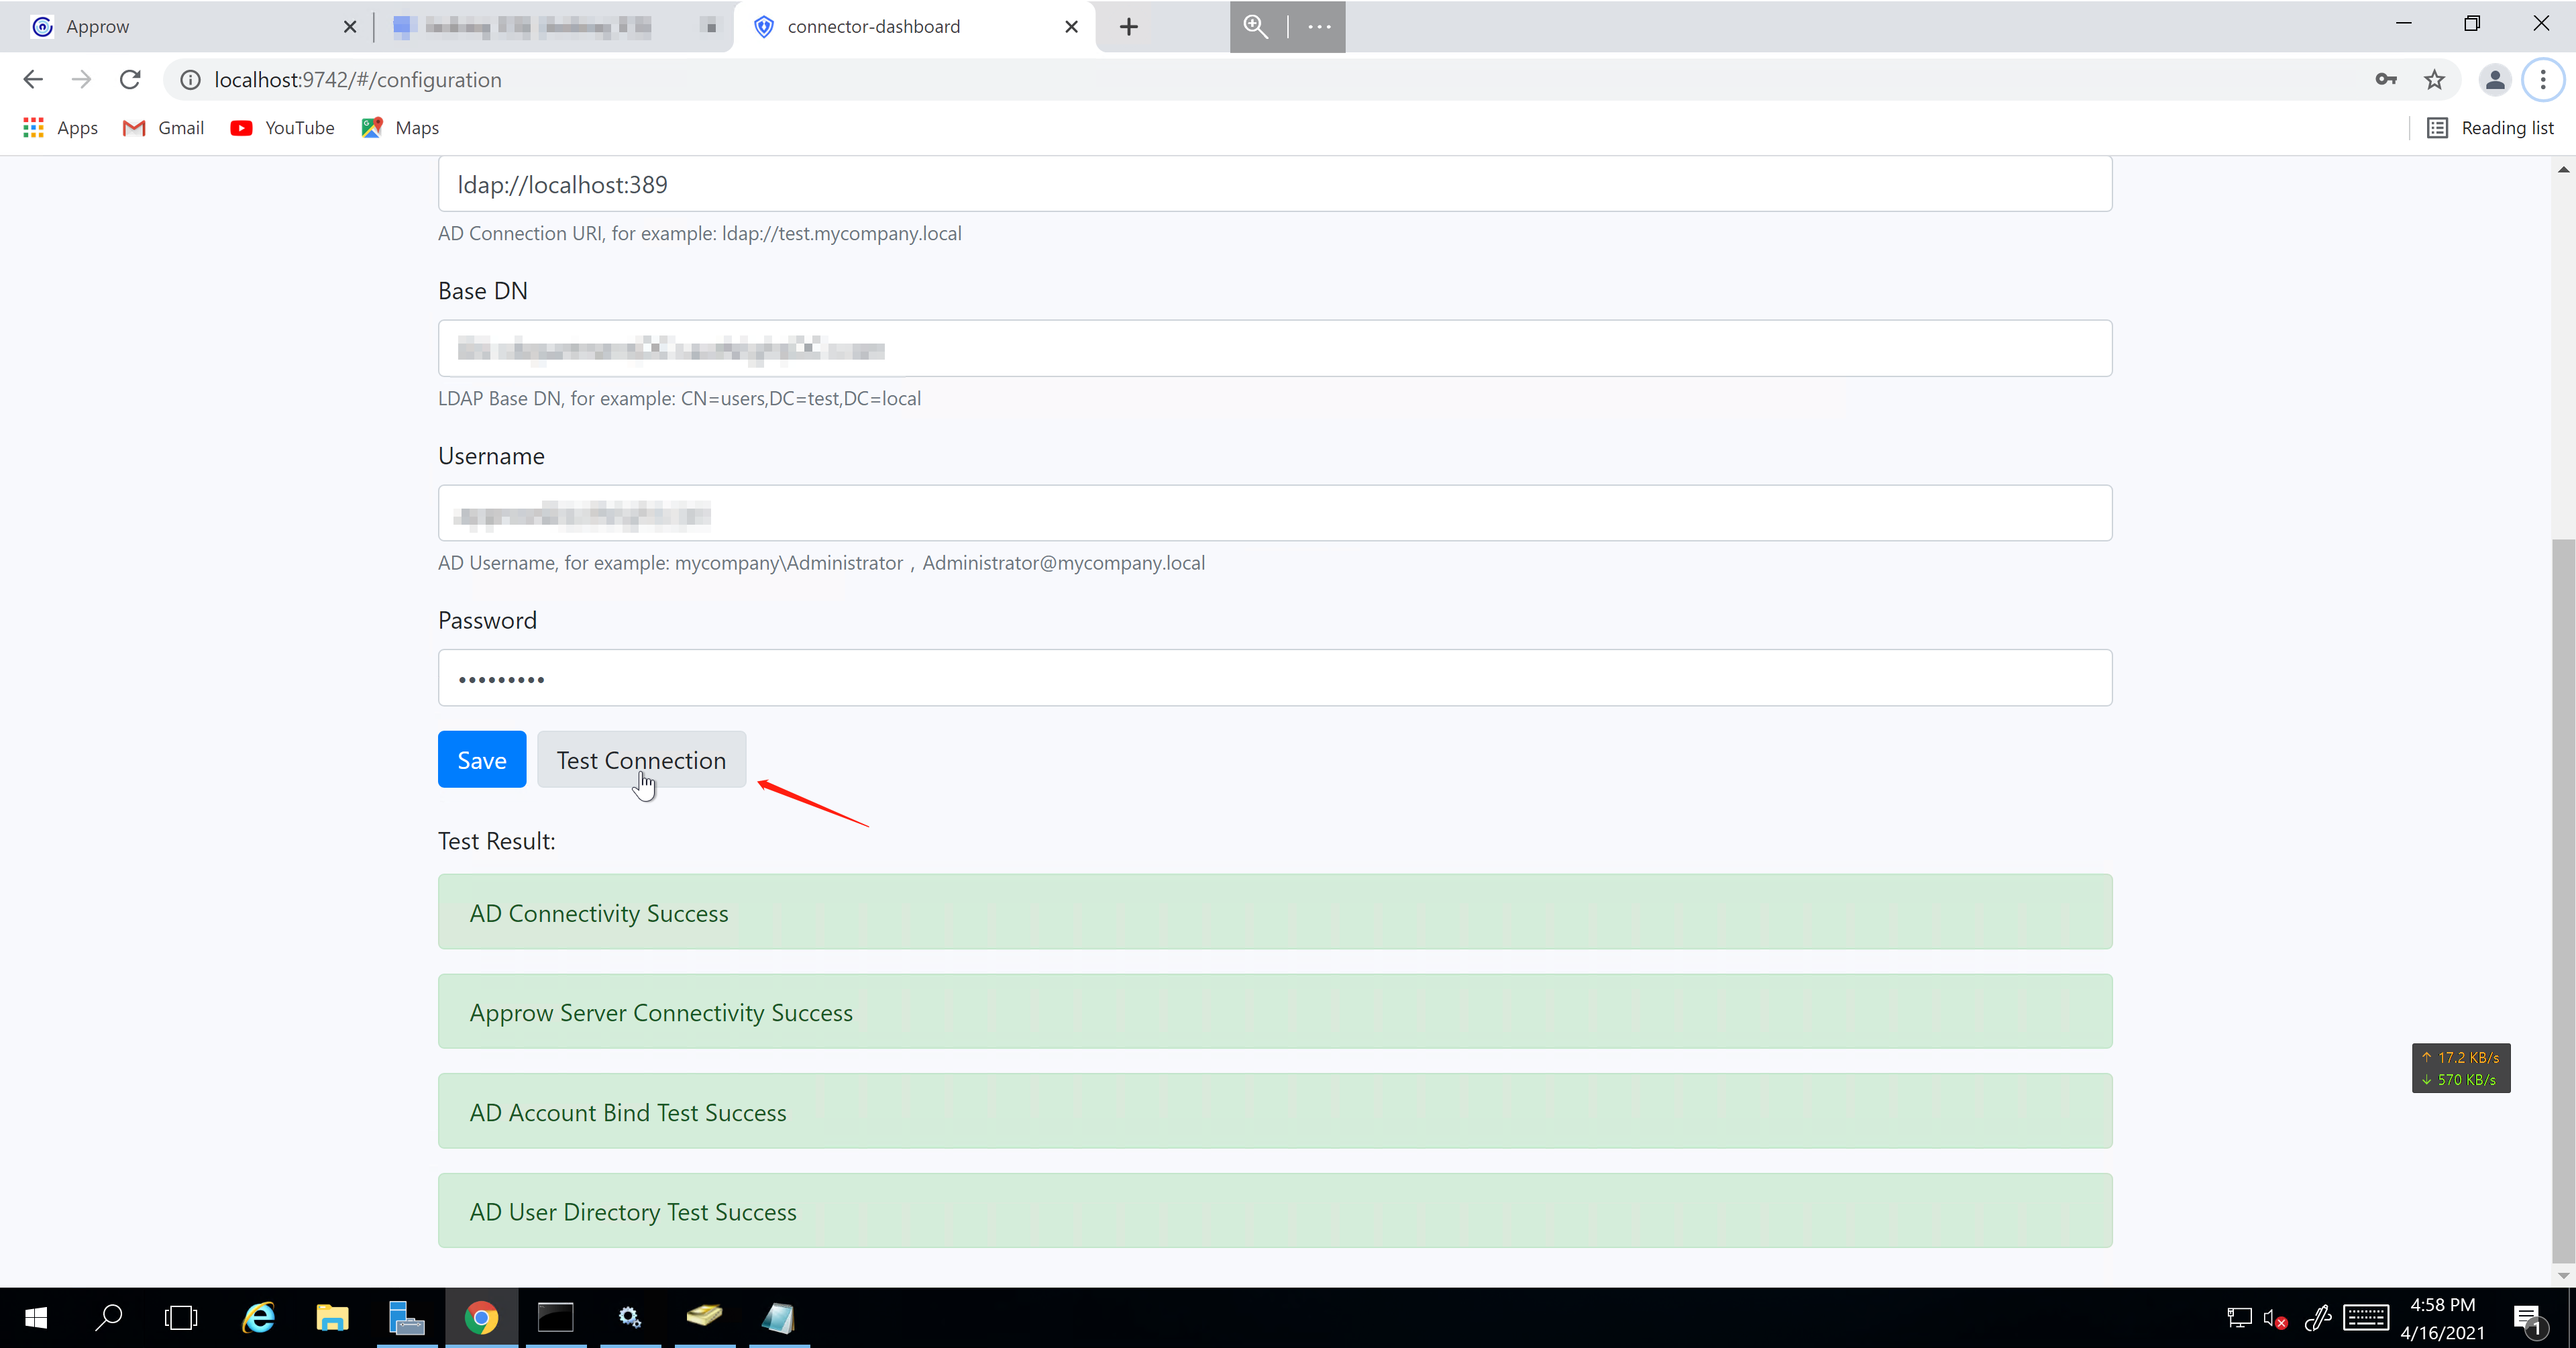 Approw
connector-dashboard
localhost:9742/#/configuration
Apps
Gmail
YouTube
Maps
Reading list
ldap://localhost:389
AD Connection URI, for example: ldap://test.mycompany.local
Base DN
LDAP Base DN, for example: CN=users,DC=test,DC=local
Username
AD Username, for example: mycompany\Administrator , Administrator@mycompany.local
Password
•••••••••
Save
Test Connection
Test Result:
AD Connectivity Success
Approw Server Connectivity Success
↑ 17.2 KB/s
↓ 570 KB/s
AD Account Bind Test Success
AD User Directory Test Success
4:58 PM
4/16/2021
1